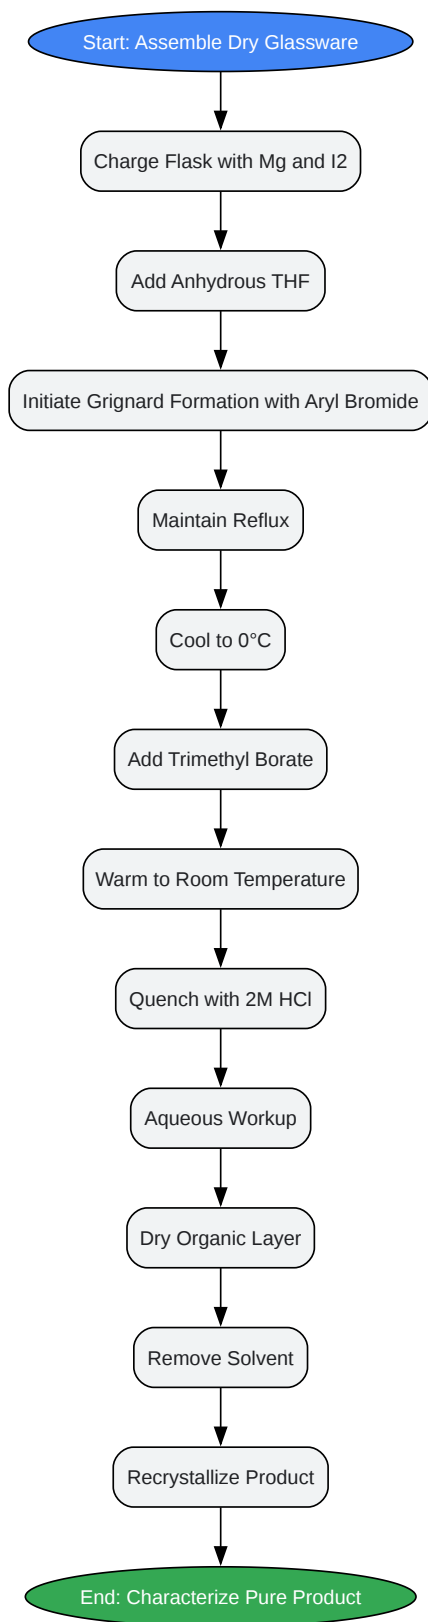 Start: Assemble Dry Glassware
Charge Flask with Mg and I2
Add Anhydrous THF
Initiate Grignard Formation with Aryl Bromide
Maintain Reflux
Cool to 0°C
Add Trimethyl Borate
Warm to Room Temperature
Quench with 2M HCl
Aqueous Workup
Dry Organic Layer
Remove Solvent
Recrystallize Product
End: Characterize Pure Product